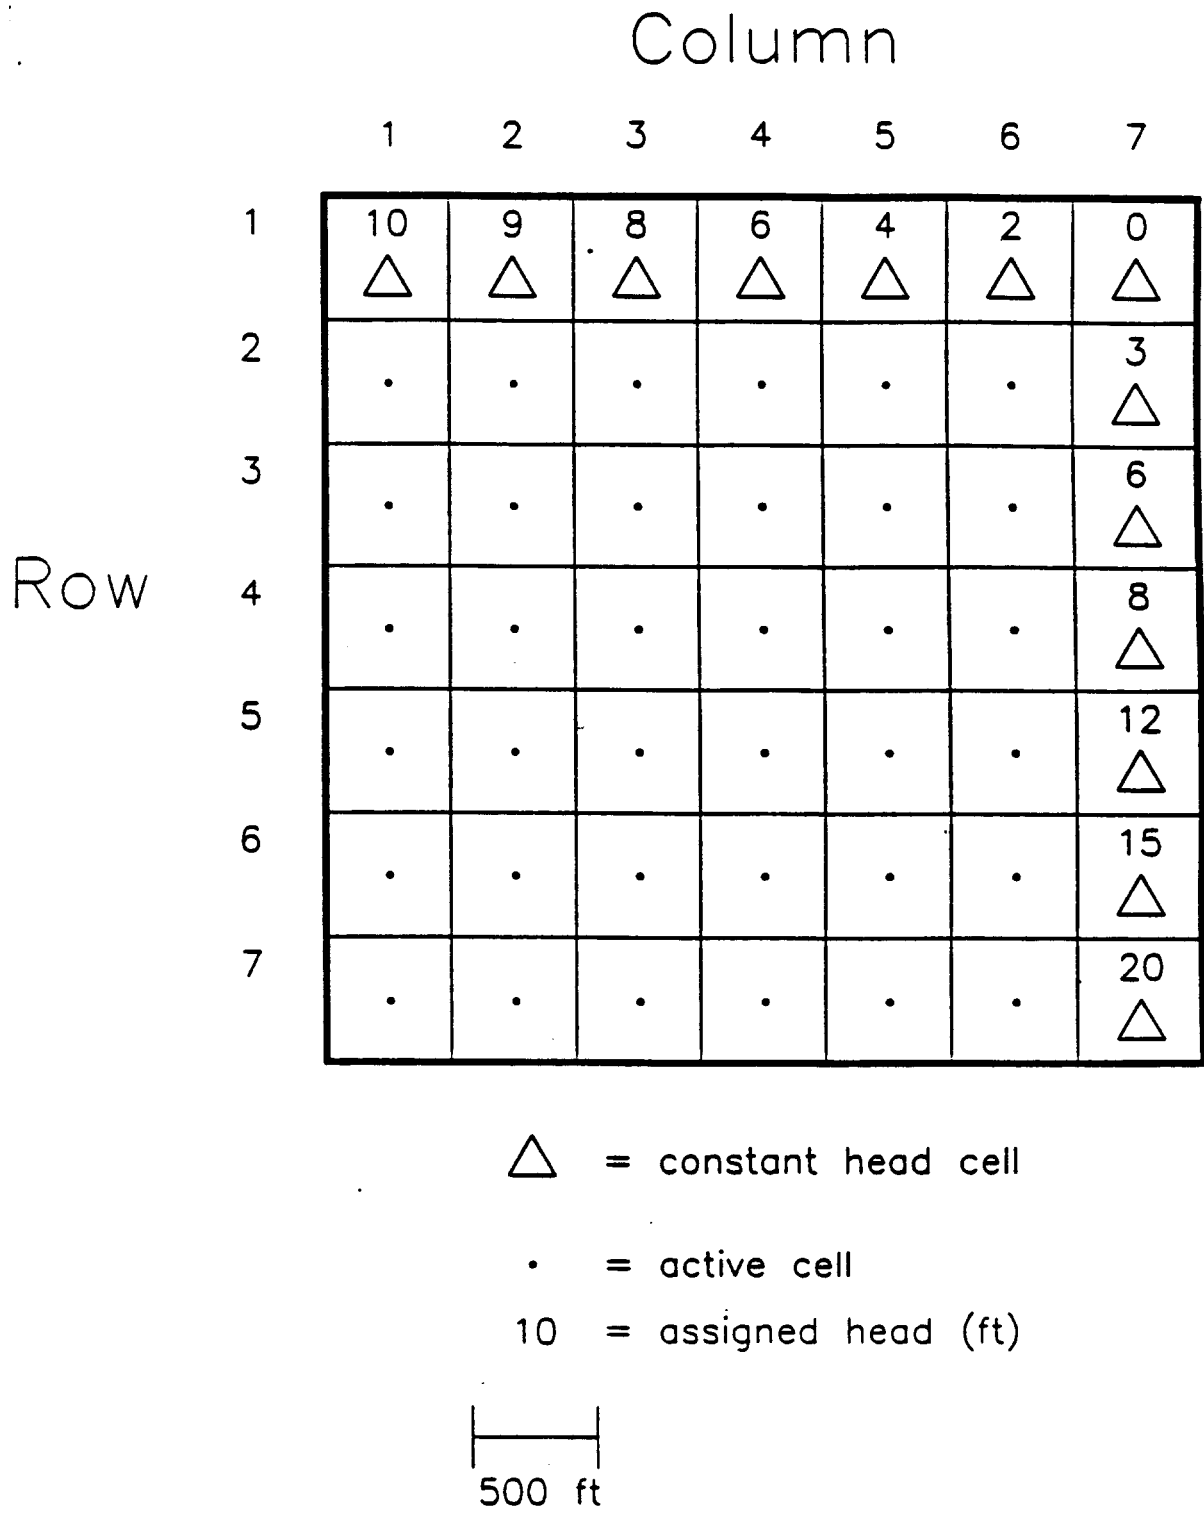 Column
1 2 3 4 5 6 7
1 10 9 8 6 4 2 0
2 3
3 6
Row 4 8
5 12
6 15
7 20
= constant head cell
= active cell
10 = assigned head (ft)
500 ft